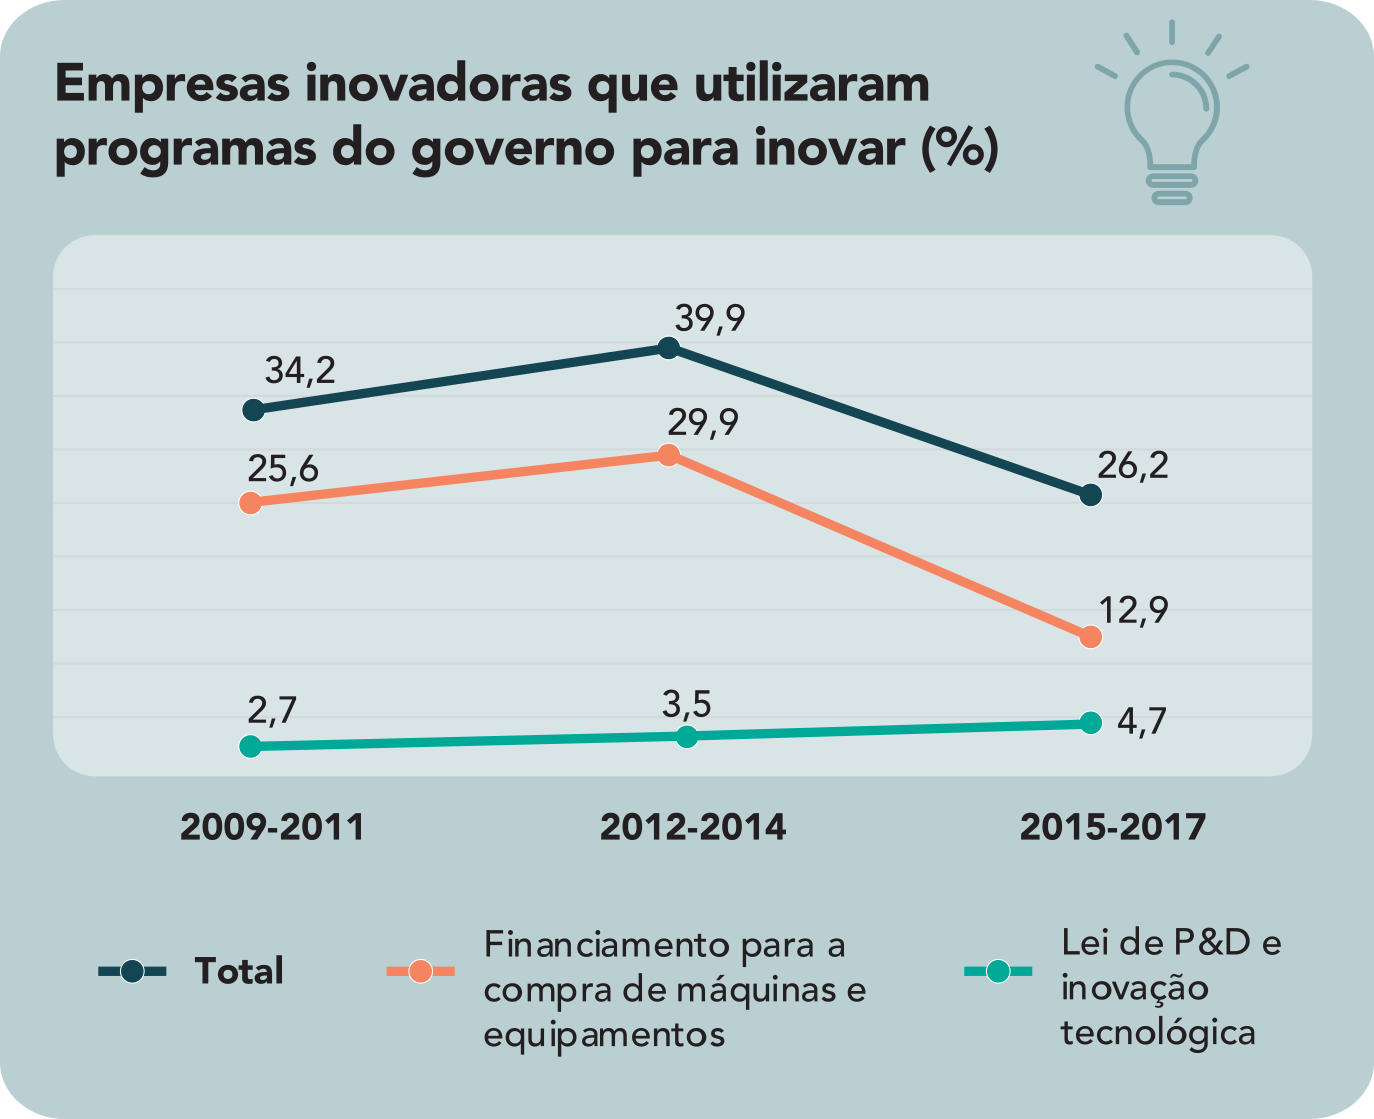 Empresas inovadoras que utilizaram
programas do governo para inovar (%)
39,9
34,2
29,9
25,6
26,2
12,9
2,7
3,5
4,7
2009-2011
2012-2014
2015-2017
Total
Financiamento para a
compra de máquinas e
equipamentos
Lei de P&D e
inovação
tecnológica